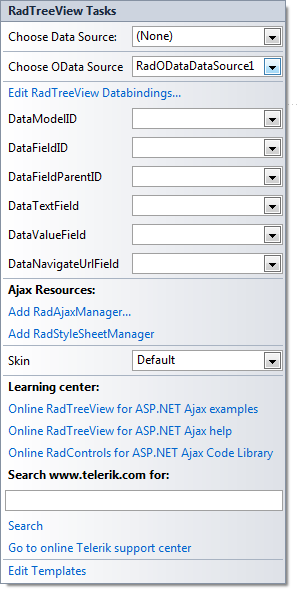 RadTreeView Tasks
Choose Data Source: (None)
Choose OData Source RadODataDataSource1
Edit RadTreeView Databindings...
DataModelID
DataFieldID
DataFieldParentID
DataTextField
DataValueField
DataNavigateUrlField
Ajax Resources:
Add RadAjaxManager...
Add RadStyleSheetManager
Skin Default
Learning center:
Online RadTreeView for ASP.NET Ajax examples
Online RadTreeView for ASP.NET Ajax help
Online RadControls for ASP.NET Ajax Code Library
Search www.telerik.com for:
Search
Go to online Telerik support center
Edit Templates